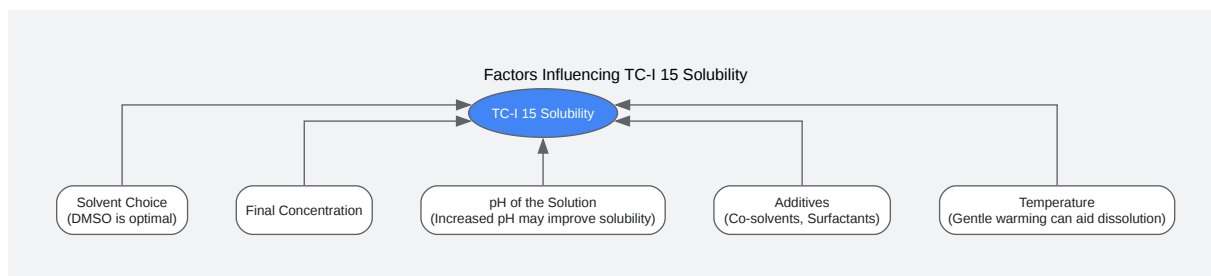 Factors Influencing TC-I 15 Solubility
TC-I 15 Solubility
Solvent Choice
(DMSO is optimal)
Final Concentration
pH of the Solution
(Increased pH may improve solubility)
Additives
(Co-solvents, Surfactants)
Temperature
(Gentle warming can aid dissolution)